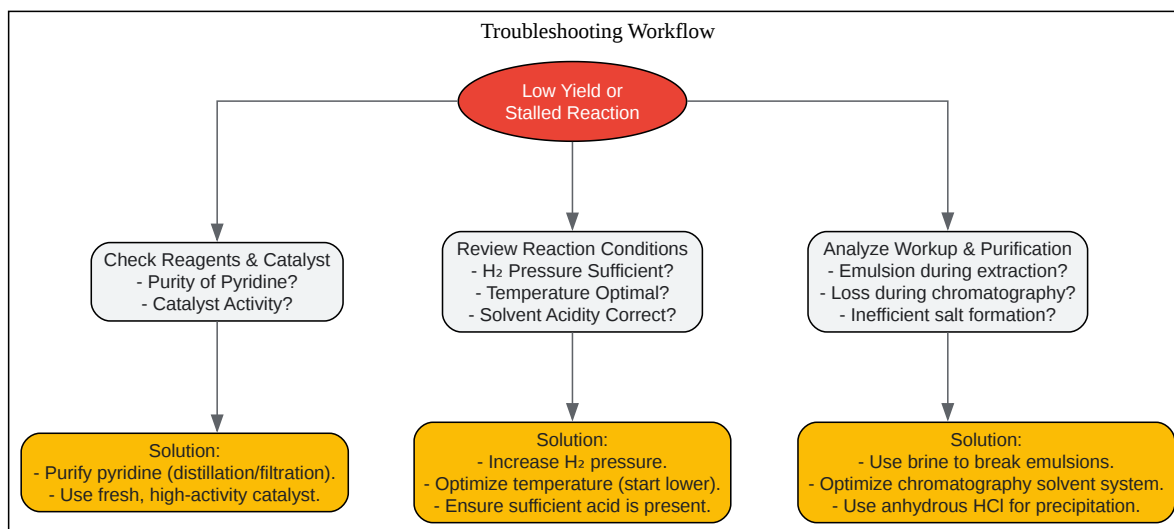 Troubleshooting Workflow
Low Yield or
Stalled Reaction
Check Reagents & Catalyst
- Purity of Pyridine?
- Catalyst Activity?
Review Reaction Conditions
- H₂ Pressure Sufficient?
- Temperature Optimal?
- Solvent Acidity Correct?
Analyze Workup & Purification
- Emulsion during extraction?
- Loss during chromatography?
- Inefficient salt formation?
Solution:
- Purify pyridine (distillation/filtration).
- Use fresh, high-activity catalyst.
Solution:
- Increase H₂ pressure.
- Optimize temperature (start lower).
- Ensure sufficient acid is present.
Solution:
- Use brine to break emulsions.
- Optimize chromatography solvent system.
- Use anhydrous HCl for precipitation.